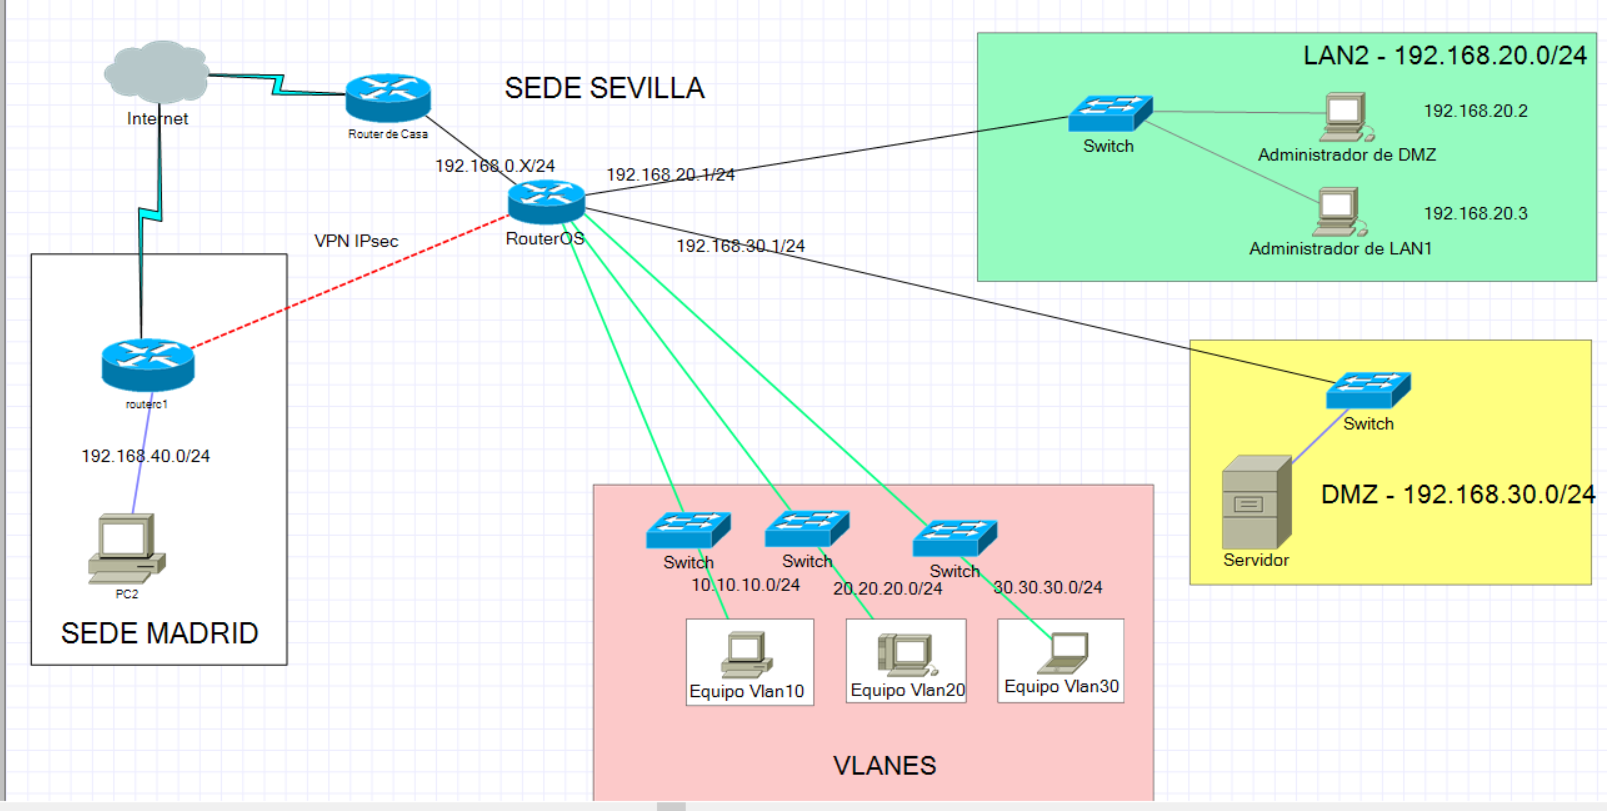 Internet
Router de Casa
SEDE SEVILLA
192.168.0.X/24
RouterOS
192.168.20.1/24
192.168.30.1/24
VPN IPsec
LAN2 - 192.168.20.0/24
Switch
192.168.20.2
Administrador de DMZ
192.168.20.3
Administrador de LAN1
routerc1
192.168.40.0/24
PC2
SEDE MADRID
Switch
DMZ - 192.168.30.0/24
Servidor
Switch
Switch
Switch
10.10.10.0/24
20.20.20.0/24
30.30.30.0/24
Equipo Vlan10
Equipo Vlan20
Equipo Vlan30
VLANES